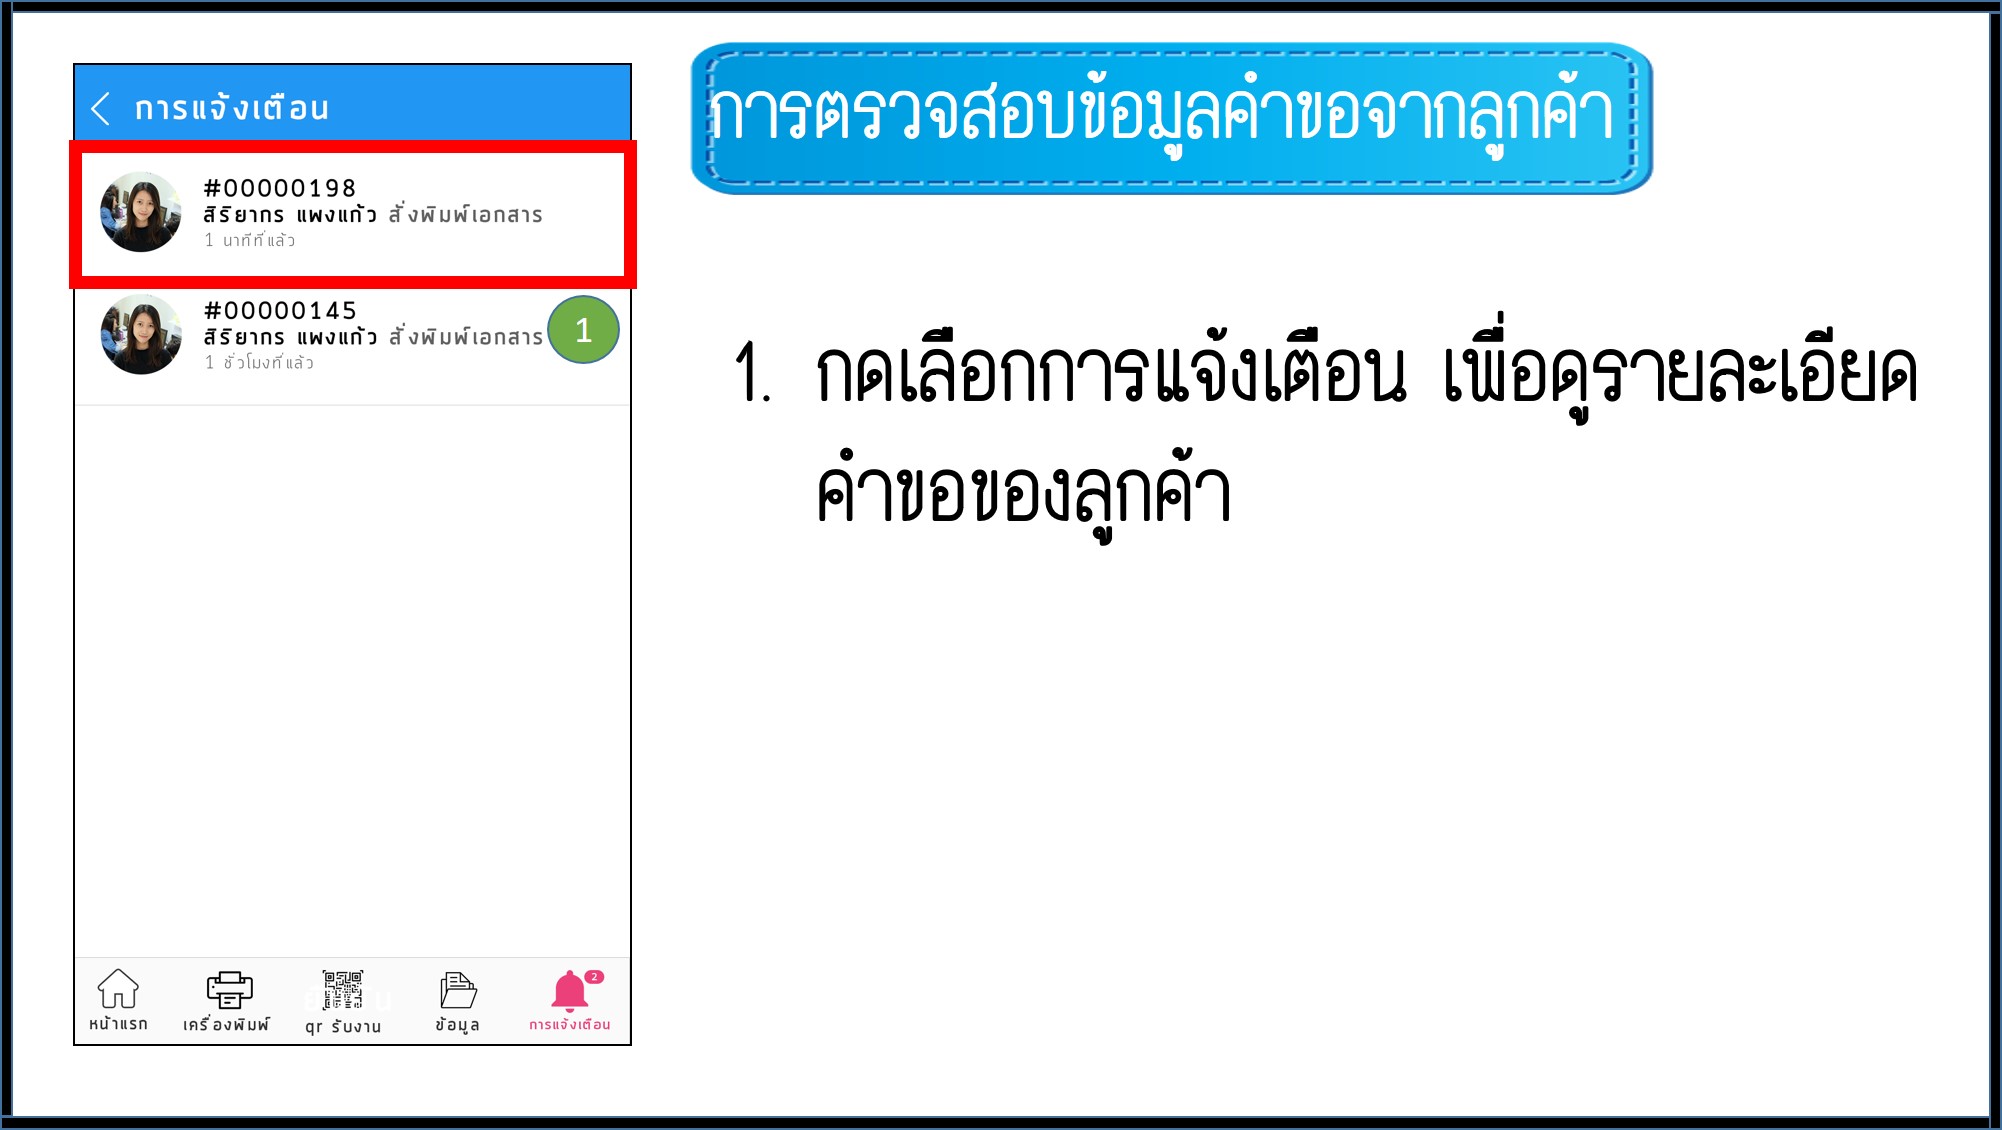 การแจ้งเตือน
#00000198
สิริยากร แพงแก้ว สั่งพิมพ์เอกสาร
1 นาทีที่แล้ว
#00000145
สิริยากร แพงแก้ว สั่งพิมพ์เอกสาร
1 ชั่วโมงที่แล้ว
1
หน้าแรก
เครื่องพิมพ์
qr รับงาน
ข้อมูล
2
การแจ้งเตือน
การตรวจสอบข้อมูลคำขอจากลูกค้า
1. กดเลือกการแจ้งเตือน เพื่อดูรายละเอียด
คำขอของลูกค้า